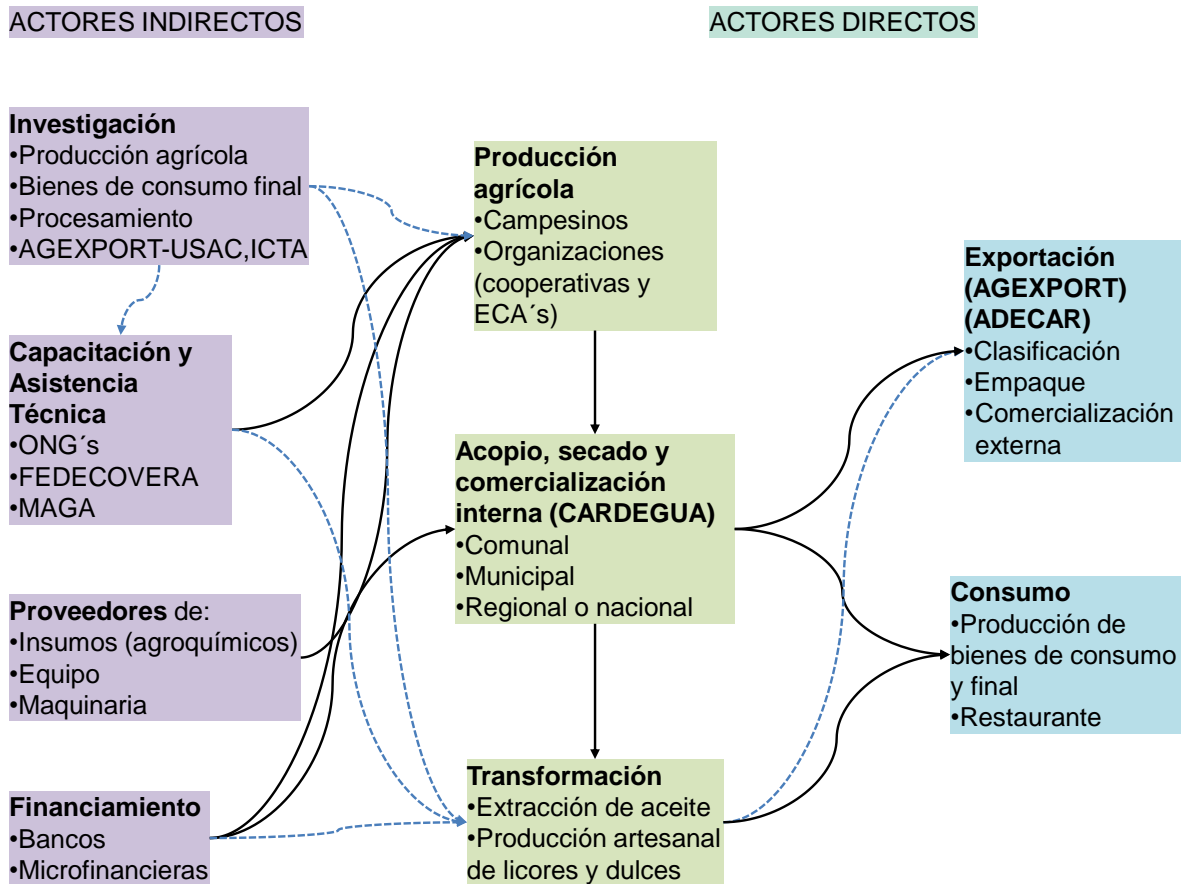 ACTORES INDIRECTOS
ACTORES DIRECTOS
Investigación
•Producción agrícola
•Bienes de consumo final
•Procesamiento
•AGEXPORT-USAC,ICTA
Capacitación y
Asistencia
Técnica
•ONG´s
•FEDECOVERA
•MAGA
Proveedores de:
•Insumos (agroquímicos)
•Equipo
•Maquinaria
Financiamiento
•Bancos
•Microfinancieras
Producción
agrícola
•Campesinos
•Organizaciones
(cooperativas y
ECA´s)
Acopio, secado y
comercialización
interna (CARDEGUA)
•Comunal
•Municipal
•Regional o nacional
Transformación
•Extracción de aceite
•Producción artesanal
de licores y dulces
Exportación
(AGEXPORT)
(ADECAR)
•Clasificación
•Empaque
•Comercialización
externa
Consumo
•Producción de
bienes de consumo
y final
•Restaurante